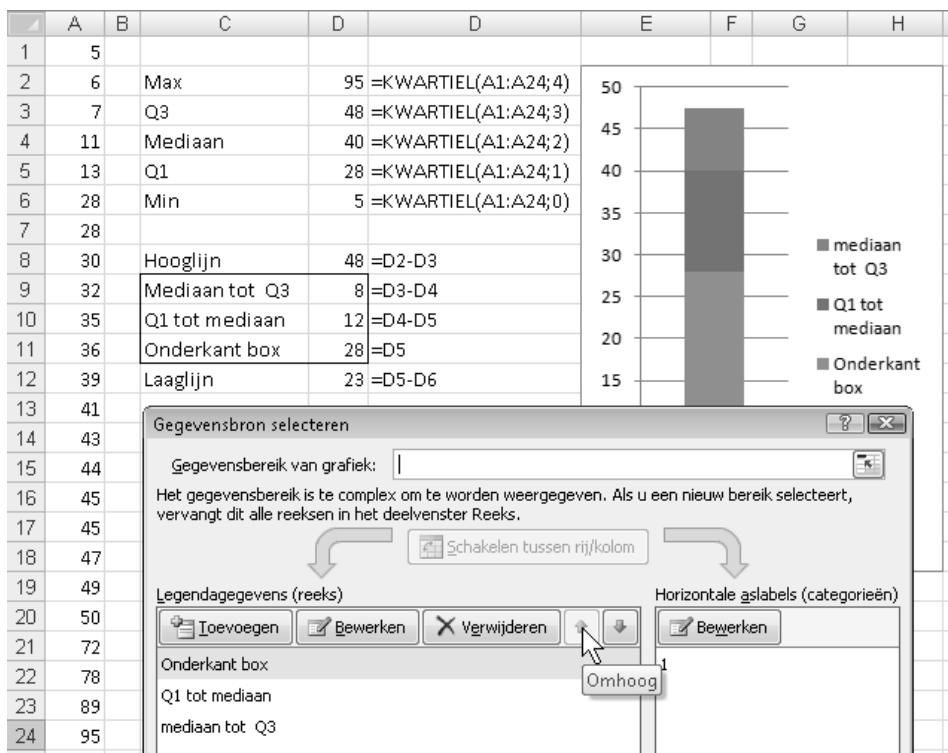 A B C D D E F G H
1 5
2 6 Max 95 =KWARTIEL(A1:A24;4)
3 7 Q3 48 =KWARTIEL(A1:A24;3)
4 11 Mediaan 40 =KWARTIEL(A1:A24;2)
5 13 Q1 28 =KWARTIEL(A1:A24;1)
6 28 Min 5 =KWARTIEL(A1:A24;0)
7 28
8 30 Hooglijn 48 =D2-D3
9 32 Mediaan tot Q3 8 =D3-D4
10 35 Q1 tot mediaan 12 =D4-D5
11 36 Onderkant box 28 =D5
12 39 Laaglijn 23 =D5-D6
13 41
14 43
15 44
16 45
17 45
18 47
19 49
20 50
21 72
22 78
23 89
24 95
50
45
40
35
30
25
20
15
mediaan
tot Q3
Q1 tot
mediaan
Onderkant
box
Gegevensbron selecteren
Gegevensbereik van grafiek:
Het gegevensbereik is te complex om te worden weergegeven. Als u een nieuw bereik selecteert,
vervangt dit alle reeksen in het deelvenster Reeks.
Schakelen tussen rij/kolom
Legendagegevens (reeks)
Horizontale aslabels (categorieën)
Toevoegen Bewerken Verwijderen
Bewerken
Onderkant box
Q1 tot mediaan
mediaan tot Q3
Omhoog
1